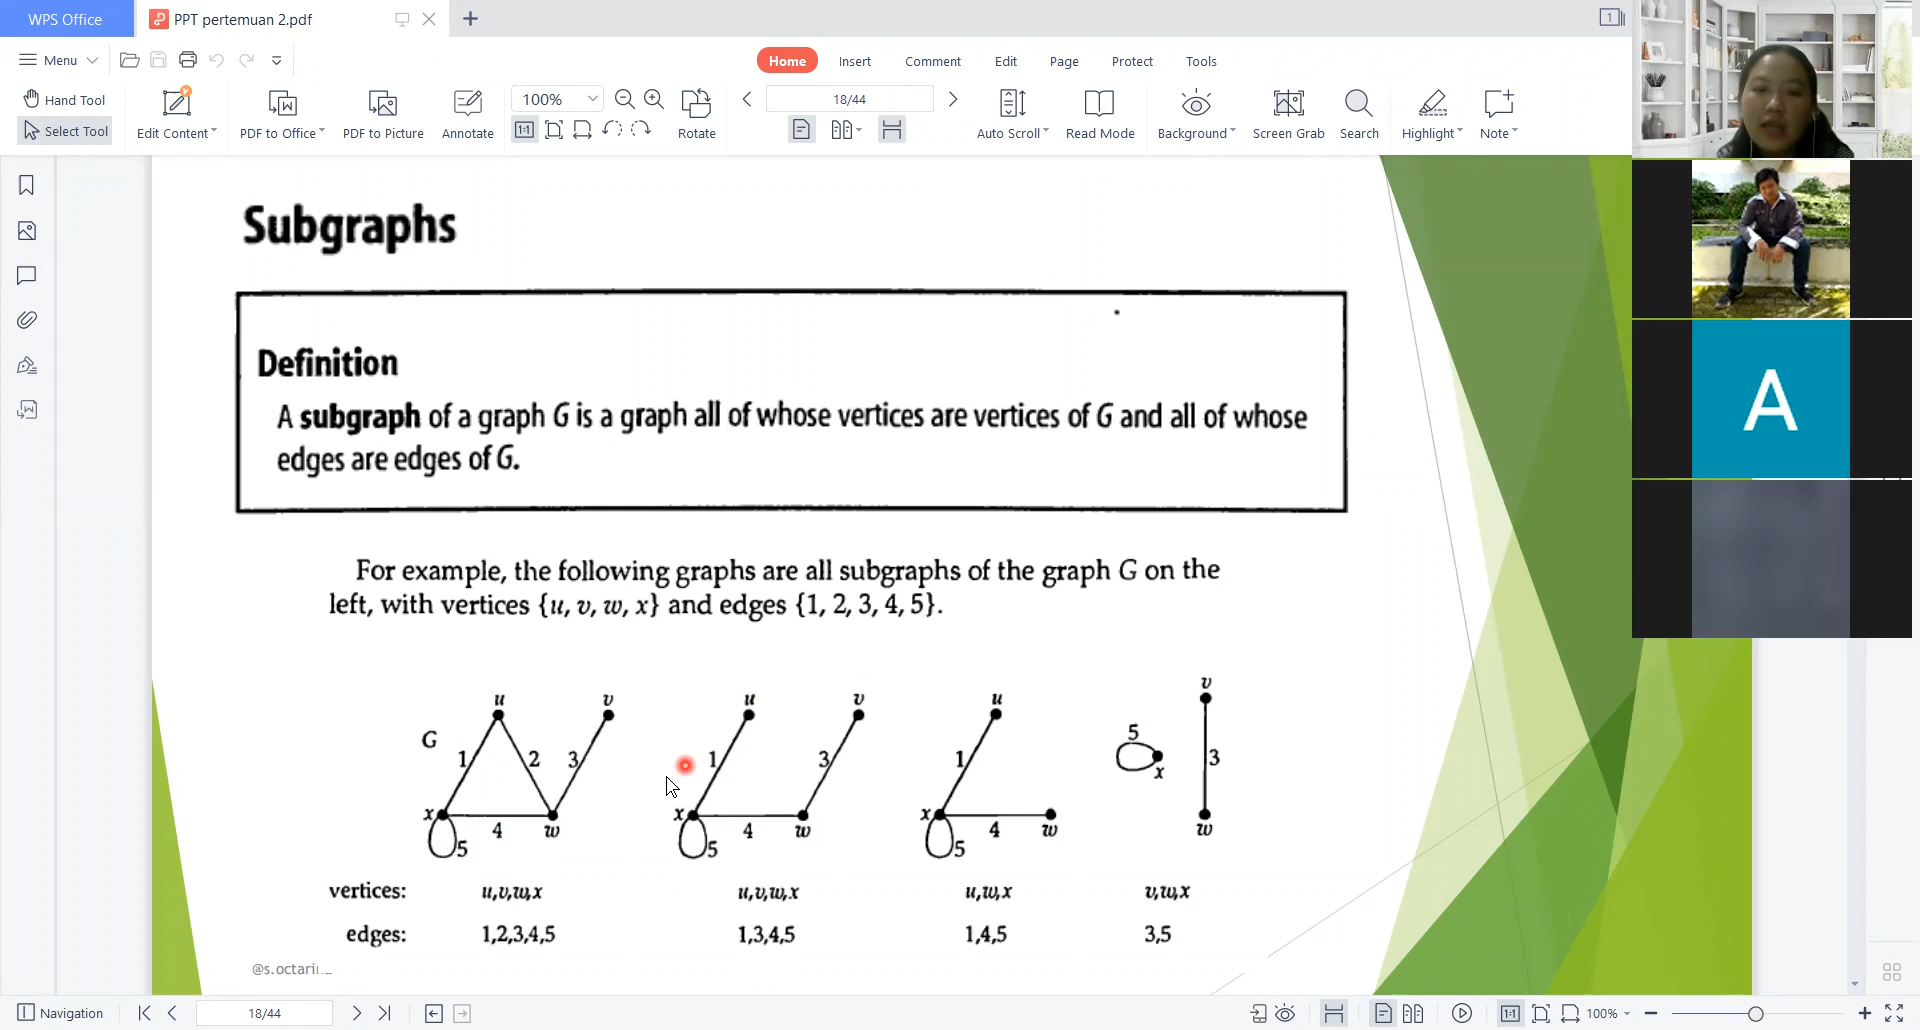 WPS Office
PPT pertemuan 2.pdf
1
Menu
Home
Insert
Comment
Edit
Page
Protect
Tools
Hand Tool
Select Tool
Edit Content
PDF to Office
PDF to Picture
Annotate
100%
1:1
Rotate
18/44
Auto Scroll
Read Mode
Background
Screen Grab
Search
Highlight
Note
Subgraphs
Definition
A subgraph of a graph G is a graph all of whose vertices are vertices of G and all of whose
edges are edges of G.
For example, the following graphs are all subgraphs of the graph G on the
left, with vertices {u, v, w, x} and edges {1, 2, 3, 4, 5}.
G u v 1 2 3 x 4 w 5
u v 1 3 x 4 w 5
u 1 x 4 w 5
5 x v 3 w
vertices: u,v,w,x u,v,w,x u,w,x v,w,x
edges: 1,2,3,4,5 1,3,4,5 1,4,5 3,5
A
Navigation
18/44
1:1
100%